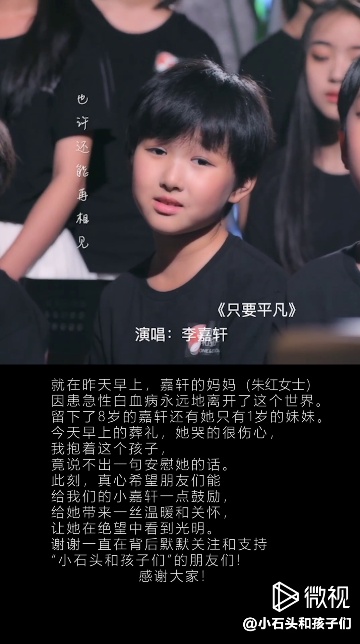 也许还能再相见
《只要平凡》
演唱：李嘉轩
就在昨天早上，嘉轩的妈妈（朱红女士）
因患急性白血病永远地离开了这个世界。
留下了8岁的嘉轩还有她只有1岁的妹妹。
今天早上的葬礼，她哭的很伤心，
我抱着这个孩子，
竟说不出一句安慰她的话。
此刻，真心希望朋友们能
给我们的小嘉轩一点鼓励，
给她带来一丝温暖和关怀，
让她在绝望中看到光明。
谢谢一直在背后默默关注和支持
“小石头和孩子们”的朋友们！
感谢大家！
微视
@小石头和孩子们